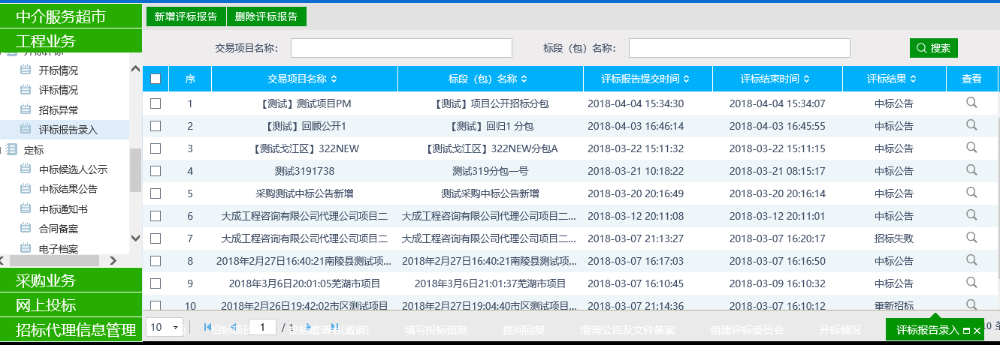 中介服务超市
工程业务
开标评标
开标情况
评标情况
招标异常
评标报告录入
定标
中标候选人公示
中标结果公告
中标通知书
合同备案
电子档案
采购业务
网上投标
招标代理信息管理
新增评标报告 删除评标报告
交易项目名称： 标段（包）名称： 搜索
序 交易项目名称 标段（包）名称 评标报告提交时间 评标结束时间 评标结果 查看
1 【测试】测试项目PM 【测试】项目公开招标分包 2018-04-04 15:34:30 2018-04-04 15:34:07 中标公告
2 【测试】回顾公开1 【测试】回归1 分包 2018-04-03 16:46:14 2018-04-03 16:45:55 中标公告
3 【测试戈江区】322NEW 【测试戈江区】322NEW分包A 2018-03-22 15:11:32 2018-03-22 15:11:15 中标公告
4 测试3191738 测试319分包一号 2018-03-21 10:18:22 2018-03-21 08:15:17 中标公告
5 采购测试中标公告新增 测试采购中标公告新增 2018-03-20 20:16:49 2018-03-20 20:16:14 中标公告
6 大成工程咨询有限公司代理公司项目二 大成工程咨询有限公司代理公司项目二... 2018-03-12 20:11:08 2018-03-12 20:11:01 中标公告
7 大成工程咨询有限公司代理公司项目二 大成工程咨询有限公司代理公司项目二... 2018-03-07 21:13:27 2018-03-07 16:20:17 招标失败
8 2018年2月27日16:40:21南陵县测试项... 2018年2月27日16:40:21南陵县测试项... 2018-03-07 16:17:03 2018-03-07 16:16:50 中标公告
9 2018年3月6日20:01:05芜湖市项目 2018年3月6日21:01:37芜湖市项目 2018-03-07 16:10:45 2018-03-09 16:10:32 中标公告
10 2018年2月26日19:42:02市区测试项目 2018年2月27日19:04:40市区测试项目 2018-03-07 21:14:36 2018-03-07 16:10:12 重新招标
10 1 / 1 10 条
招标项目 投标邀请书(邀请) 填写投标信息 提问回复 澄清公告及文件备案 组建评标委员会 开标情况 评标报告录入